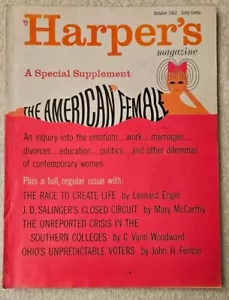 October 1962 Sixty Cents
Harper's
magazine
A Special Supplement
THE AMERICAN FEMALE
An inquiry into the emotions...work...marriages...
divorces...education...politics...and other dilemmas
of contemporary women
Plus a full, regular issue with:
THE RACE TO CREATE LIFE by Leonard Engel
J. D. SALINGER'S CLOSED CIRCUIT by Mary McCarthy
THE UNREPORTED CRISIS IN THE
SOUTHERN COLLEGES by C. Vann Woodward
OHIO'S UNPREDICTABLE VOTERS by John H. Fenton